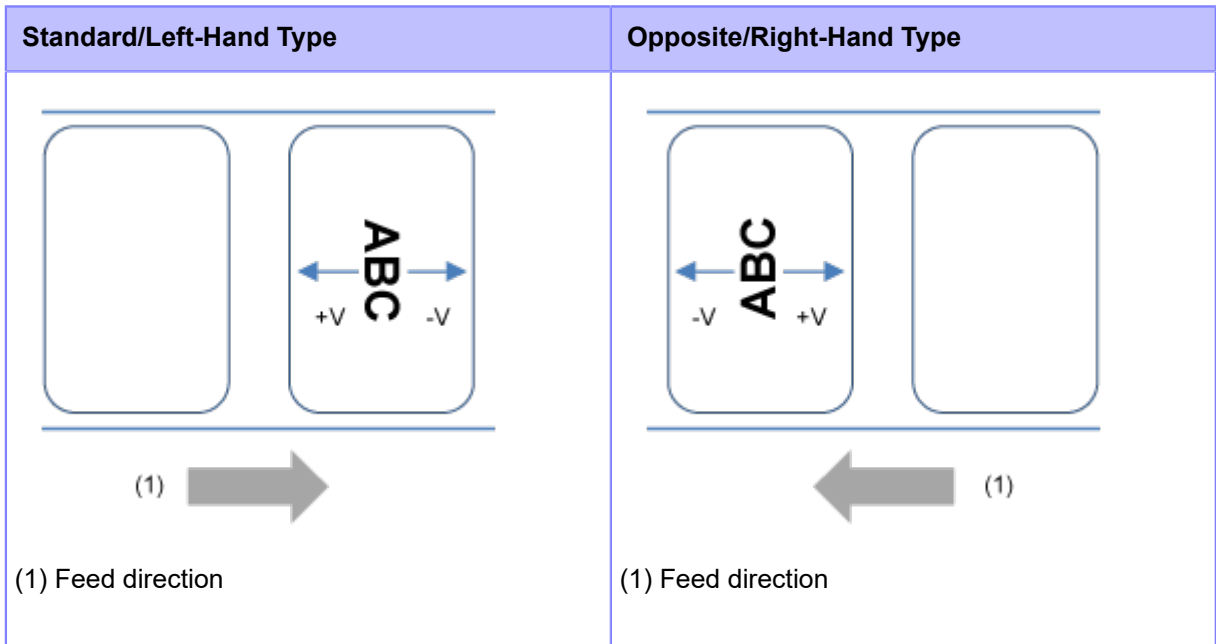 Standard/Left-Hand Type
Opposite/Right-Hand Type
ABC
+V
-V
(1)
(1) Feed direction
ABC
-V
+V
(1)
(1) Feed direction